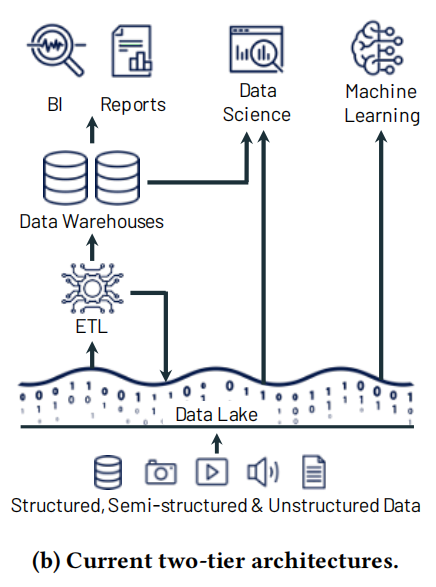 BI Reports
Data
Science
Machine
Learning
Data Warehouses
ETL
Data Lake
Structured, Semi-structured & Unstructured Data
(b) Current two-tier architectures.